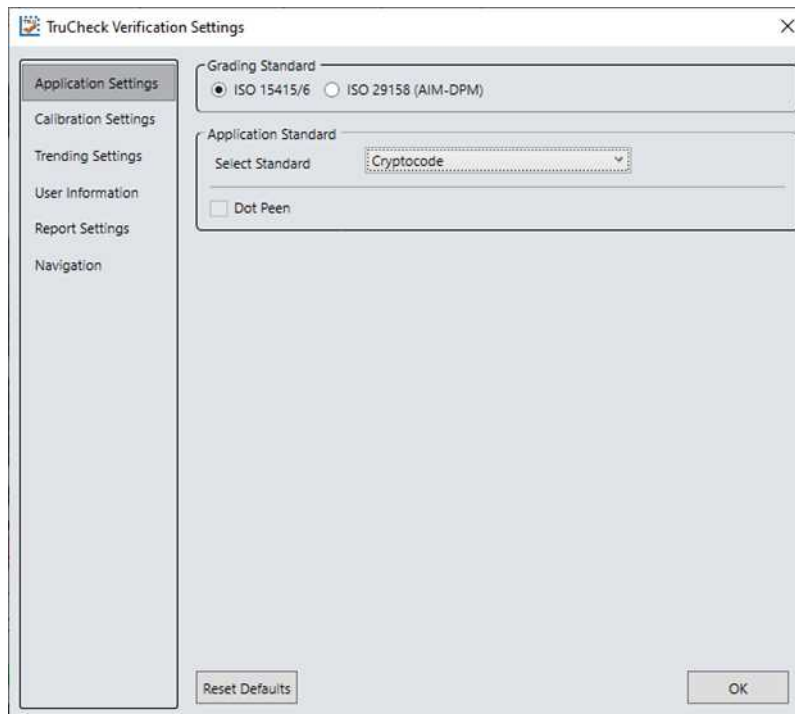 TruCheck Verification Settings
Application Settings
Calibration Settings
Trending Settings
User Information
Report Settings
Navigation
Grading Standard
ISO 15415/6 ISO 29158 (AIM-DPM)
Application Standard
Select Standard Cryptocode
Dot Peen
Reset Defaults OK